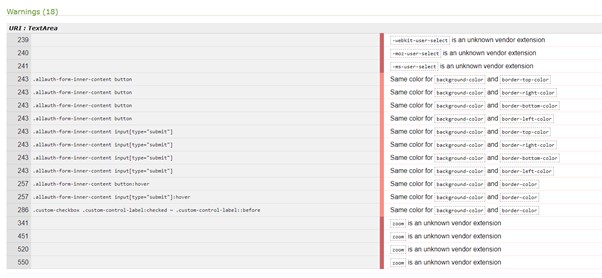 Warnings (18)
URI : TextArea
239 -webkit-user-select is an unknown vendor extension
240 -moz-user-select is an unknown vendor extension
241 -ms-user-select is an unknown vendor extension
243 .allauth-form-inner-content button Same color for background-color and border-top-color
243 .allauth-form-inner-content button Same color for background-color and border-right-color
243 .allauth-form-inner-content button Same color for background-color and border-bottom-color
243 .allauth-form-inner-content button Same color for background-color and border-left-color
243 .allauth-form-inner-content input[type="submit"] Same color for background-color and border-top-color
243 .allauth-form-inner-content input[type="submit"] Same color for background-color and border-right-color
243 .allauth-form-inner-content input[type="submit"] Same color for background-color and border-bottom-color
243 .allauth-form-inner-content input[type="submit"] Same color for background-color and border-left-color
257 .allauth-form-inner-content button:hover Same color for background-color and border-color
257 .allauth-form-inner-content input[type="submit"]:hover Same color for background-color and border-color
286 .custom-checkbox .custom-control-label:checked ~ .custom-control-label::before Same color for background-color and border-color
341 zoom is an unknown vendor extension
451 zoom is an unknown vendor extension
520 zoom is an unknown vendor extension
550 zoom is an unknown vendor extension